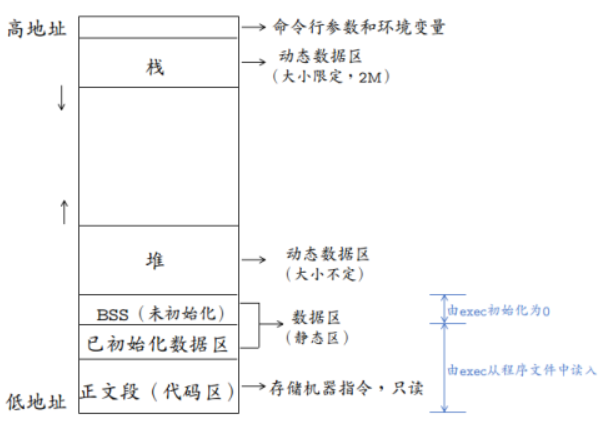 高地址
命令行参数和环境变量
栈
动态数据区
(大小限定，2M)
堆
动态数据区
(大小不定)
BSS (未初始化)
已初始化数据区
数据区
(静态区)
由exec初始化为0
由exec从程序文件中读入
正文段 (代码区)
存储机器指令，只读
低地址